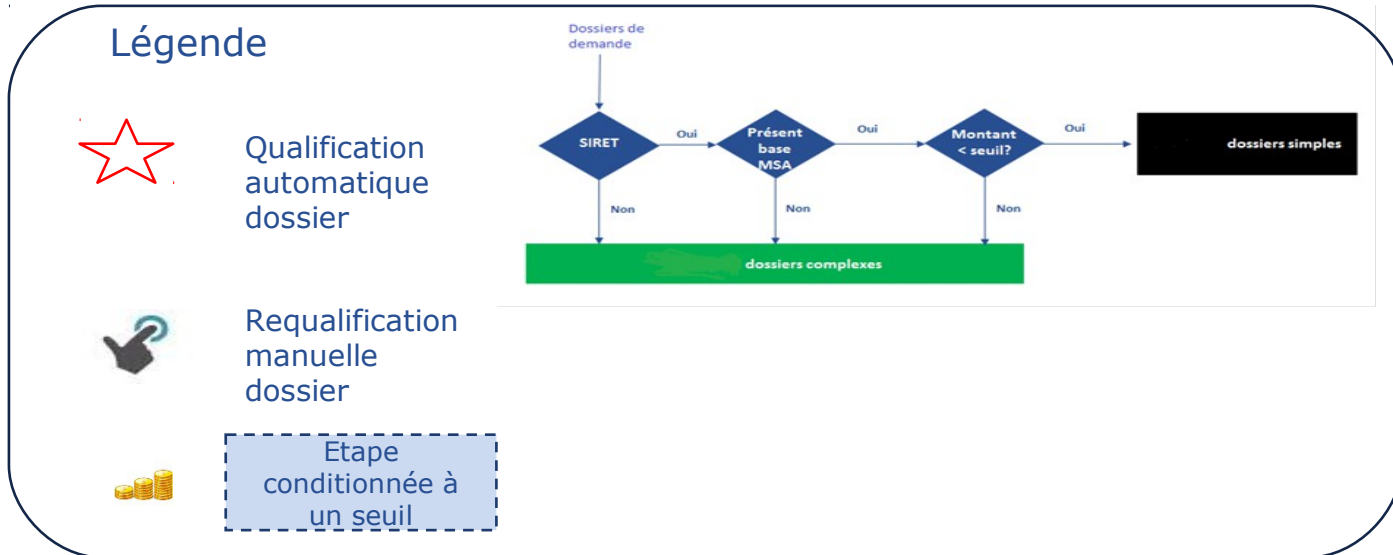 Légende
Qualification
automatique
dossier
Requalification
manuelle
dossier
Etape
conditionnée à
un seuil
Dossiers de
demande
SIRET
Oui
Présent
base
MSA
Oui
Montant
< seuil?
Oui
dossiers simples
Non
Non
Non
dossiers complexes